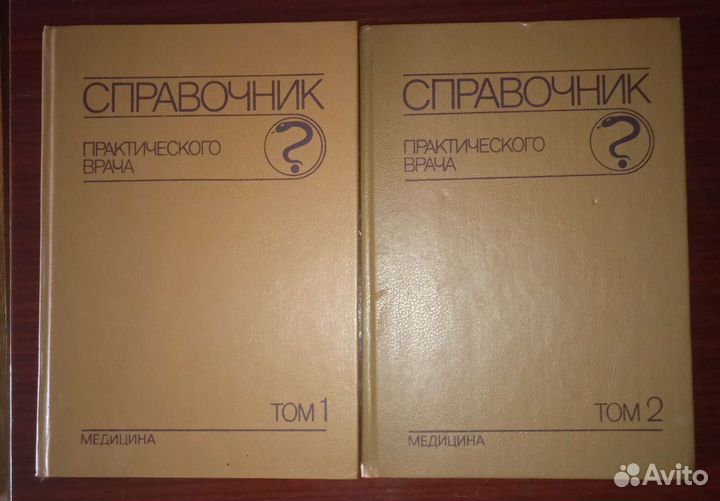 СПРАВОЧНИК
ПРАКТИЧЕСКОГО
ВРАЧА
ТОМ 1
МЕДИЦИНА
СПРАВОЧНИК
ПРАКТИЧЕСКОГО
ВРАЧА
ТОМ 2
МЕДИЦИНА
Avito